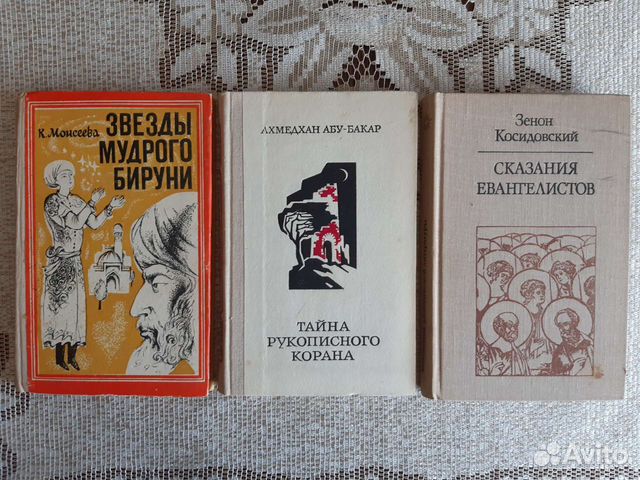 К. Моисеева
ЗВЕЗДЫ
МУДРОГО
БИРУНИ
АХМЕДХАН АБУ-БАКАР
ТАЙНА
РУКОПИСНОГО
КОРАНА
Зенон
Косидовский
СКАЗАНИЯ
ЕВАНГЕЛИСТОВ
Avito